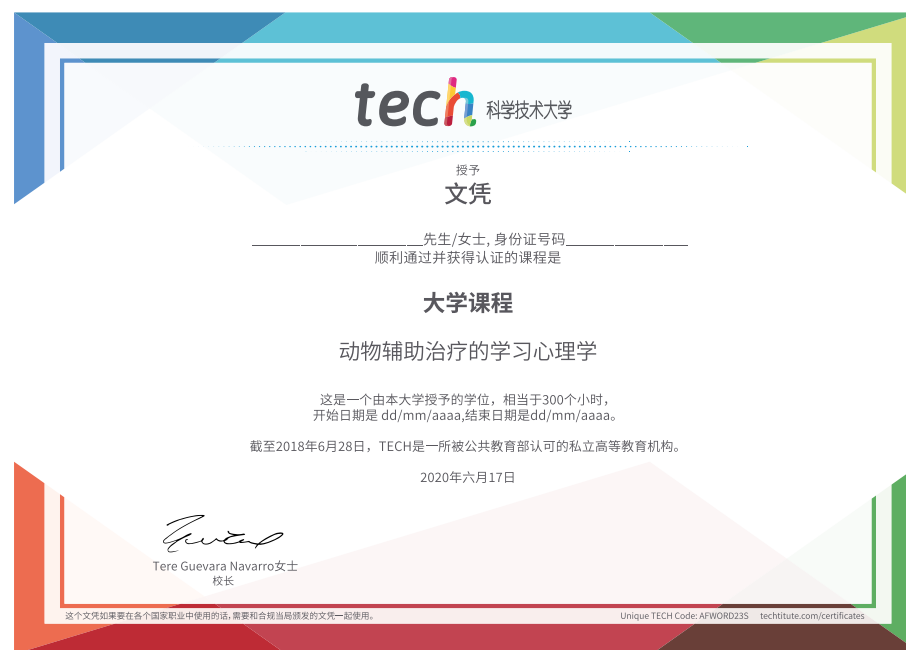 tech 科学技术大学
授予
文凭
________________________先生/女士, 身份证号码_________________
顺利通过并获得认证的课程是
大学课程
动物辅助治疗的学习心理学
这是一个由本大学授予的学位，相当于300个小时，
开始日期是 dd/mm/aaaa,结束日期是dd/mm/aaaa。
截至2018年6月28日，TECH是一所被公共教育部认可的私立高等教育机构。
2020年六月17日
Tere Guevara Navarro女士
校长
这个文凭如果要在各个国家职业中使用的话,需要和合规当局颁发的文凭一起使用。
Unique TECH Code: AFWORD23S techtitute.com/certificates